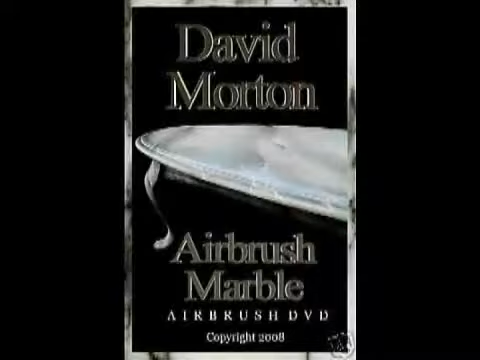 David
Morton
Airbrush
Marble
AIRBRUSH DVD
Copyright 2008